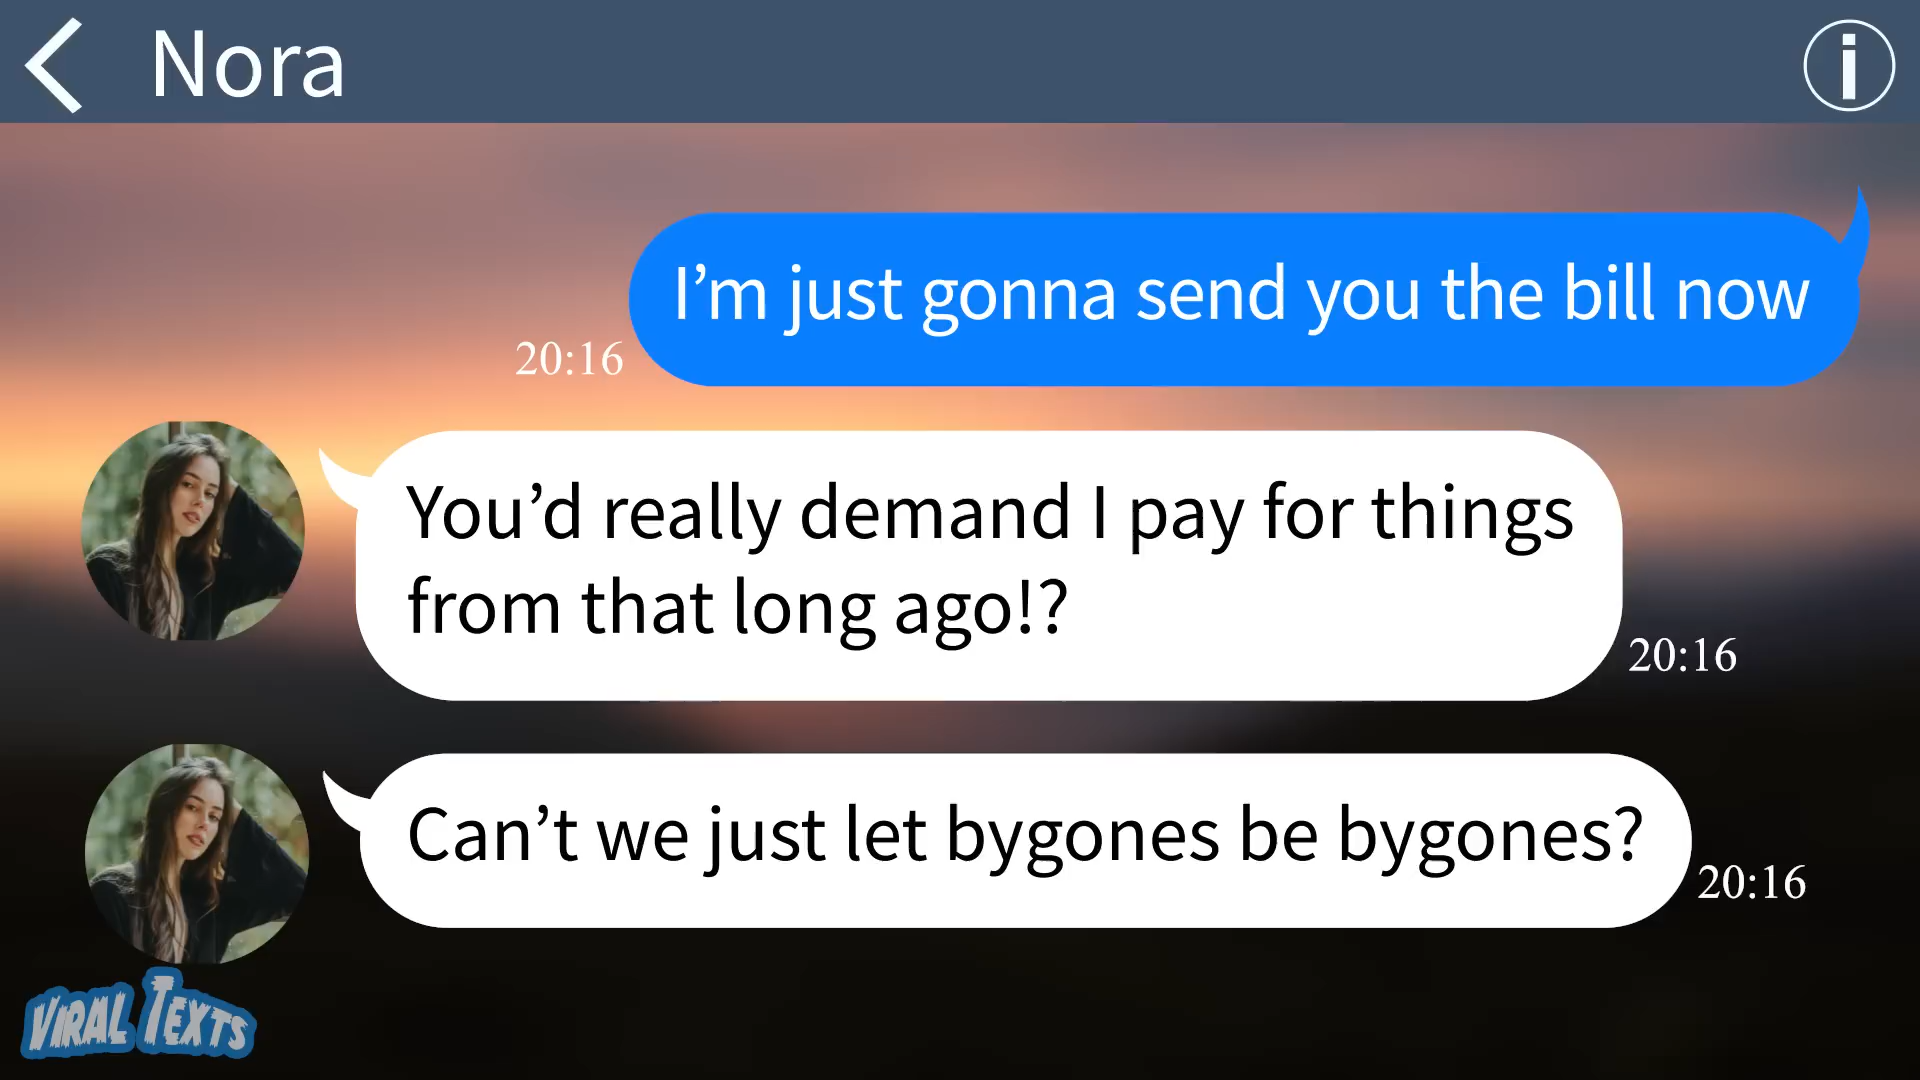 Nora
I’m just gonna send you the bill now
20:16
You’d really demand I pay for things
from that long ago!?
20:16
Can’t we just let bygones be bygones?
20:16
VIRAL TEXTS